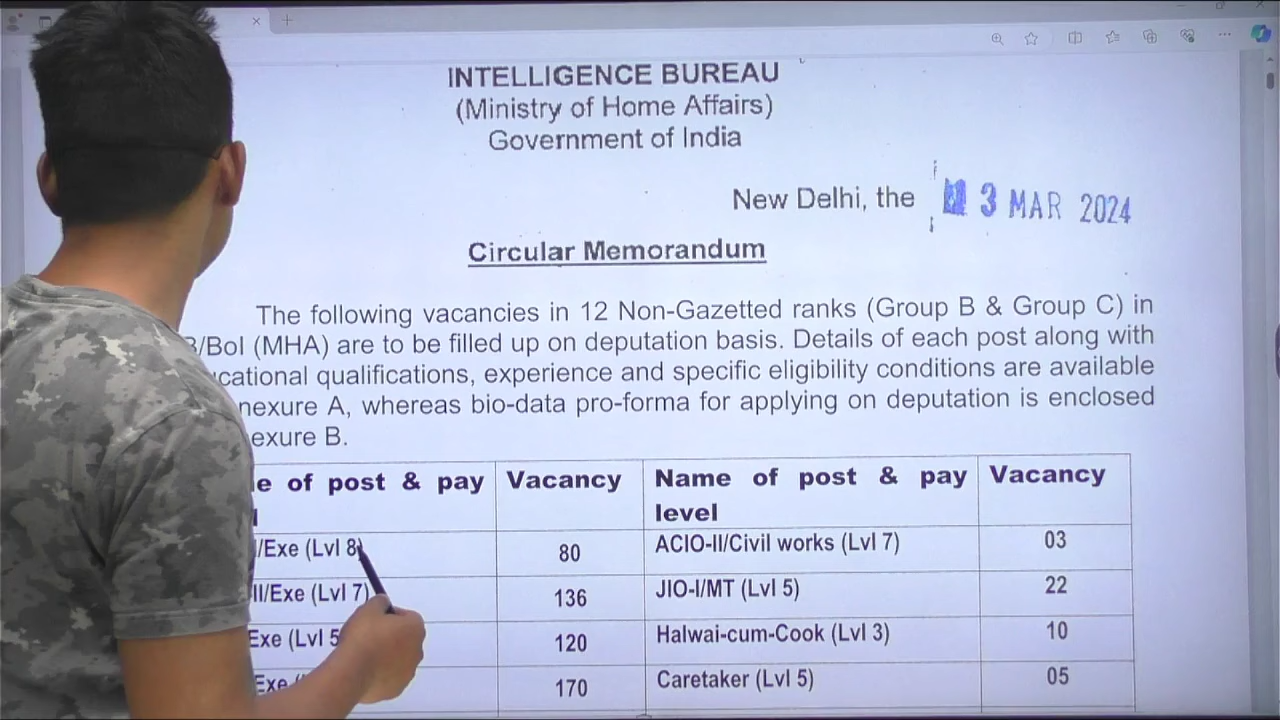 INTELLIGENCE BUREAU
(Ministry of Home Affairs)
Government of India
New Delhi, the 3 MAR 2024
Circular Memorandum
The following vacancies in 12 Non-Gazetted ranks (Group B & Group C) in
/BoI (MHA) are to be filled up on deputation basis. Details of each post along with
cational qualifications, experience and specific eligibility conditions are available
nexure A, whereas bio-data pro-forma for applying on deputation is enclosed
exure B.
e of post & pay Vacancy Name of post & pay level Vacancy
I/Exe (Lvl 8) 80 ACIO-II/Civil works (Lvl 7) 03
II/Exe (Lvl 7) 136 JIO-I/MT (Lvl 5) 22
Exe (Lvl 5 120 Halwai-cum-Cook (Lvl 3) 10
Exe 170 Caretaker (Lvl 5) 05